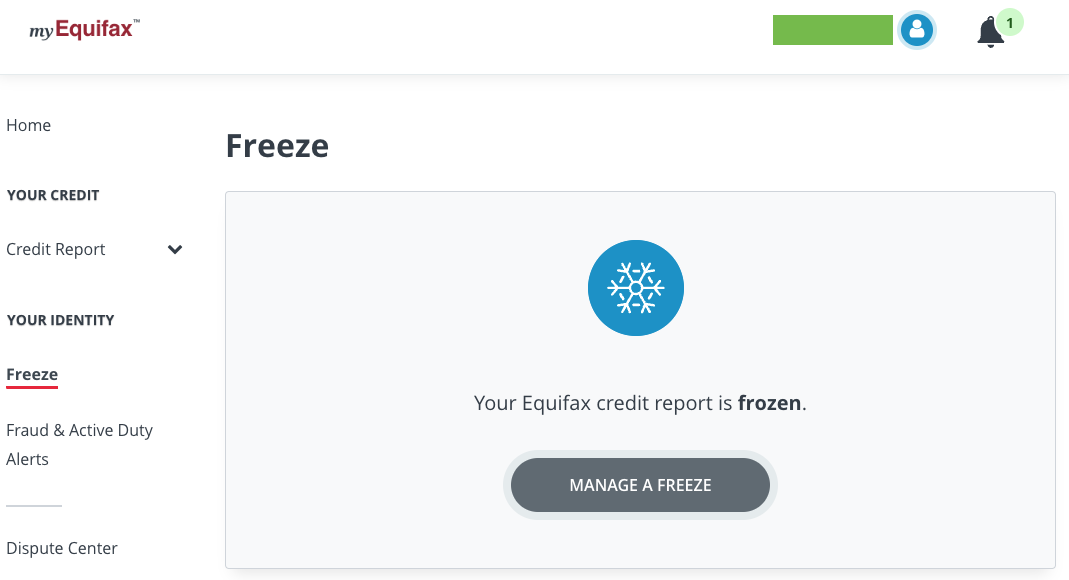 myEquifax™
1
Home
YOUR CREDIT
Credit Report
YOUR IDENTITY
Freeze
Fraud & Active Duty
Alerts
Dispute Center
Freeze
Your Equifax credit report is frozen.
MANAGE A FREEZE